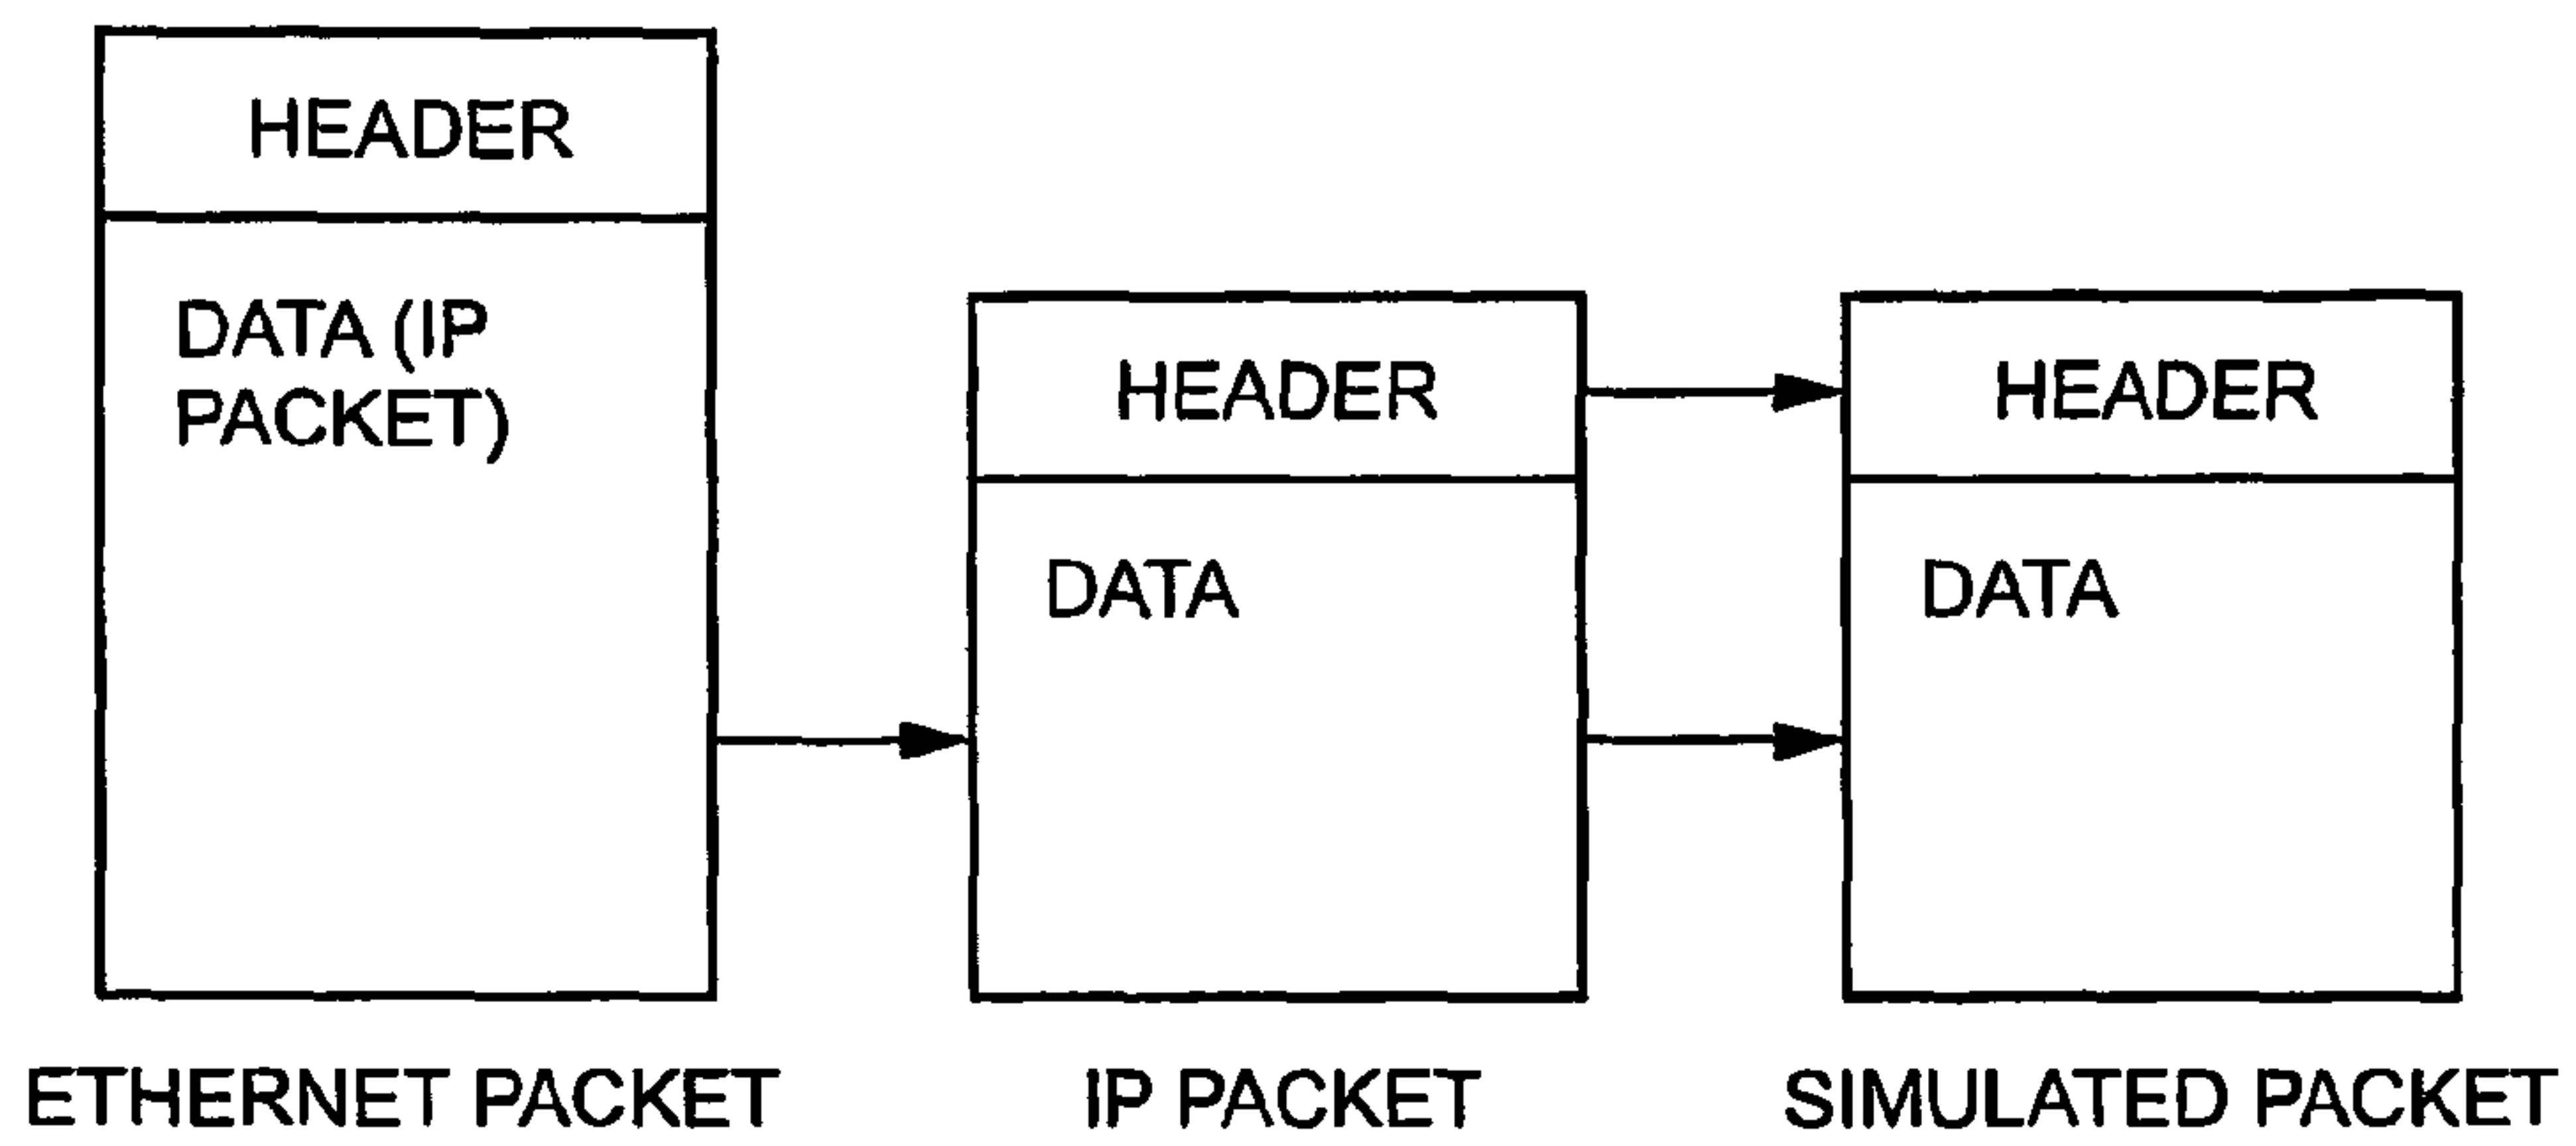 HEADER
DATA (IP
PACKET)
ETHERNET PACKET
HEADER
DATA
IP PACKET
HEADER
DATA
SIMULATED PACKET